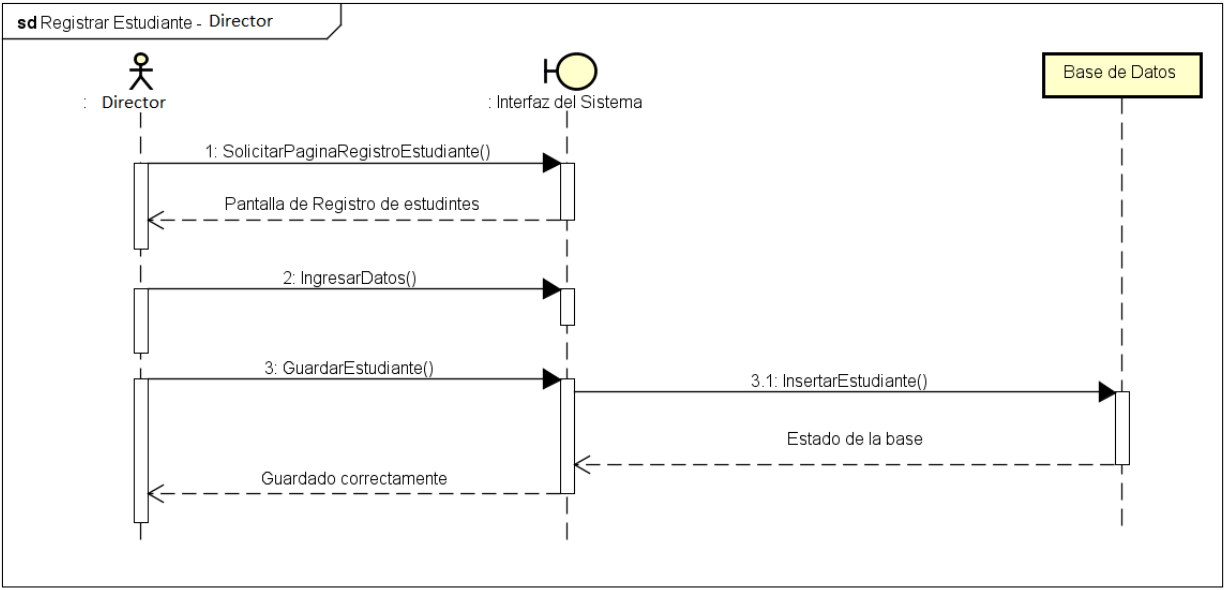 sd Registrar Estudiante - Director
: Director
: Interfaz del Sistema
Base de Datos
1: SolicitarPaginaRegistroEstudiante()
Pantalla de Registro de estudintes
2: IngresarDatos()
3: GuardarEstudiante()
3.1: InsertarEstudiante()
Estado de la base
Guardado correctamente